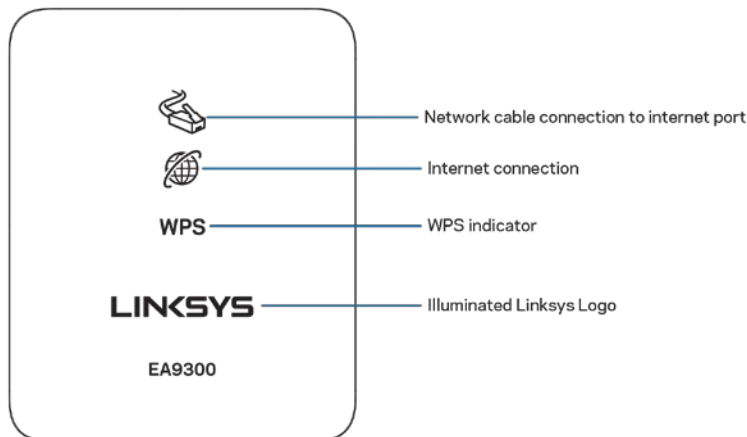 Network cable connection to internet port
Internet connection
WPS WPS indicator
LINKSYS Illuminated Linksys Logo
EA9300